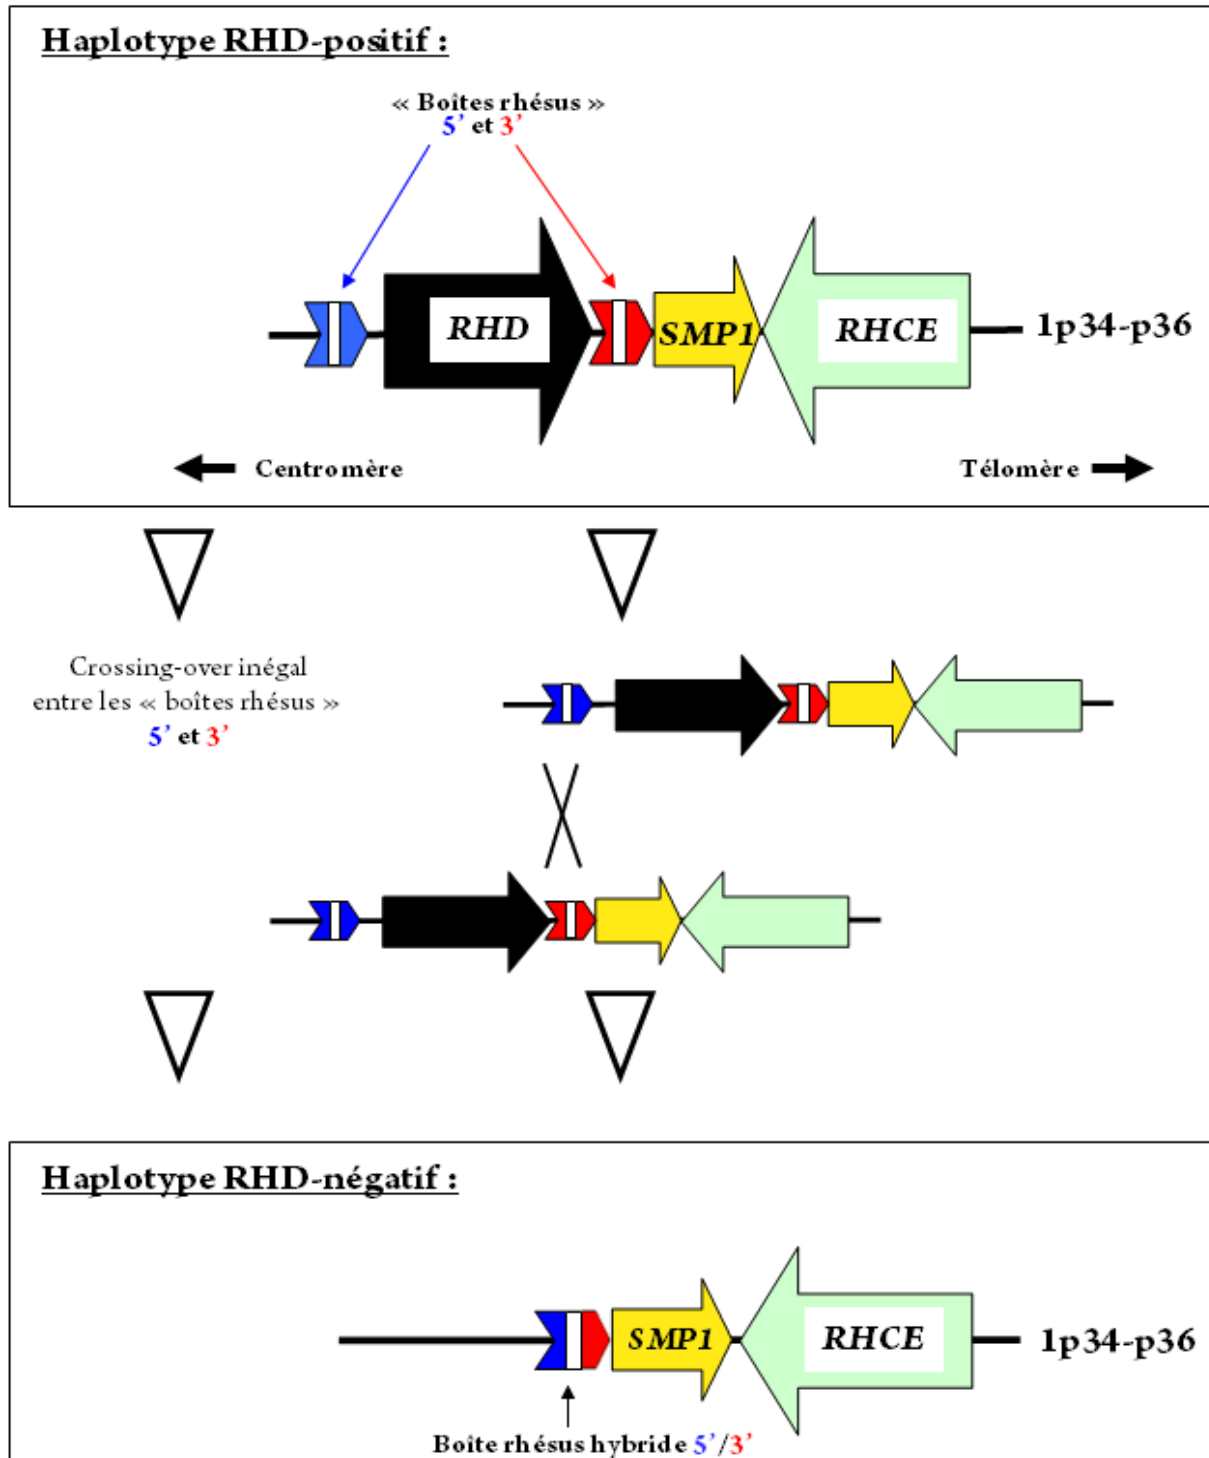 Haplotype RHD-positif :
« Boîtes rhésus »
5’ et 3’
RHD
SMP1
RHCE
1p34-p36
Centromère
Télomère
Crossing-over inégal
entre les « boîtes rhésus »
5’ et 3’
Haplotype RHD-négatif :
SMP1
RHCE
1p34-p36
Boîte rhésus hybride 5’/3’